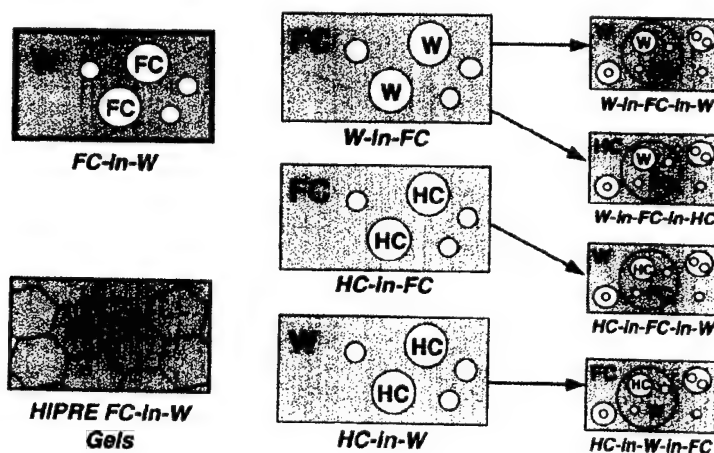 W
FC
FC
FC-in-W
HIPRE FC-in-W
Gels
FC
W
W
W-in-FC
FC
HC
HC
HC-in-FC
W
HC
HC
HC-in-W
W
W
W-in-FC-in-W
HC
W
W-in-FC-in-HC
W
HC
HC-in-FC-in-W
FC
HC
W
HC-in-W-in-FC